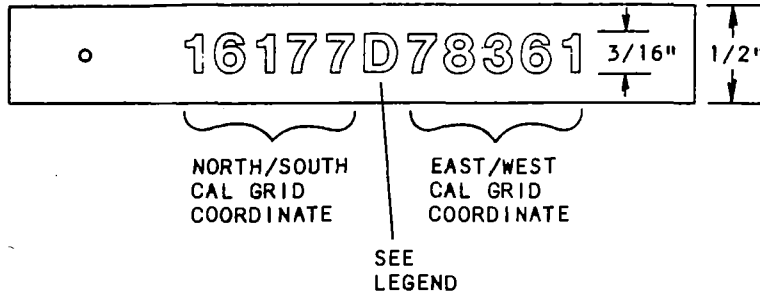 16177D78361 3/16" 1/2"
NORTH/SOUTH
CAL GRID
COORDINATE
EAST/WEST
CAL GRID
COORDINATE
SEE
LEGEND